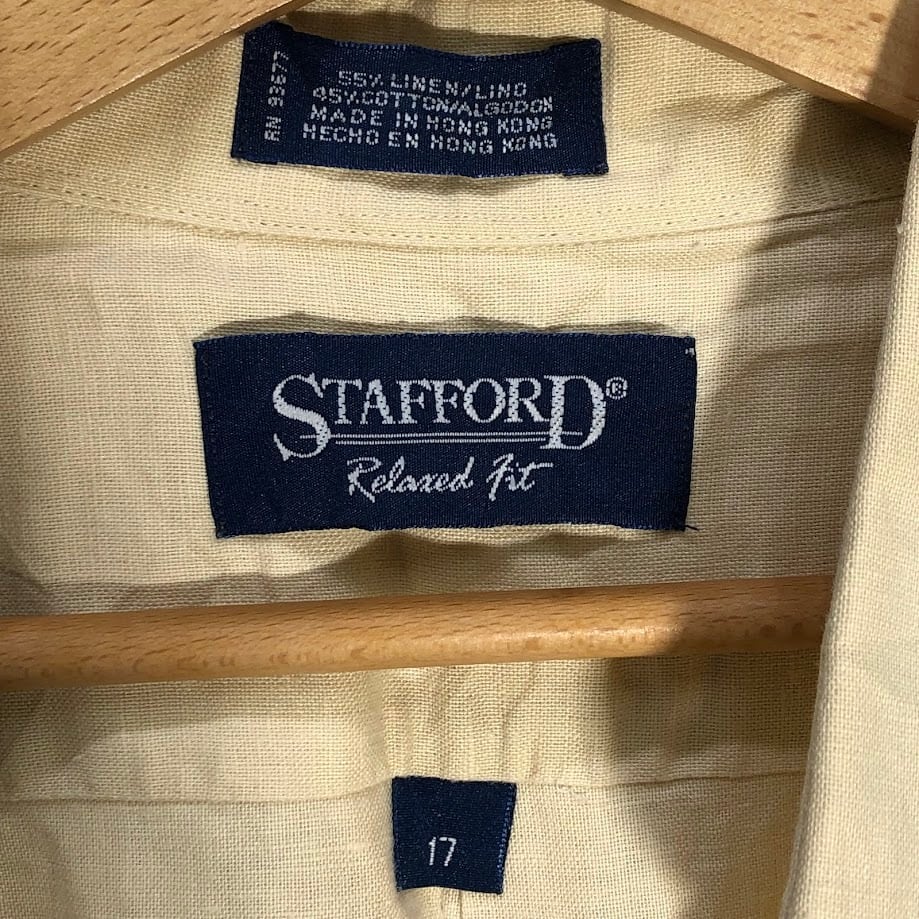 RN 93677
55% LINEN/LINO
45% COTTON/ALGODON
MADE IN HONG KONG
HECHO EN HONG KONG
STAFFORD®
Relaxed Fit
17